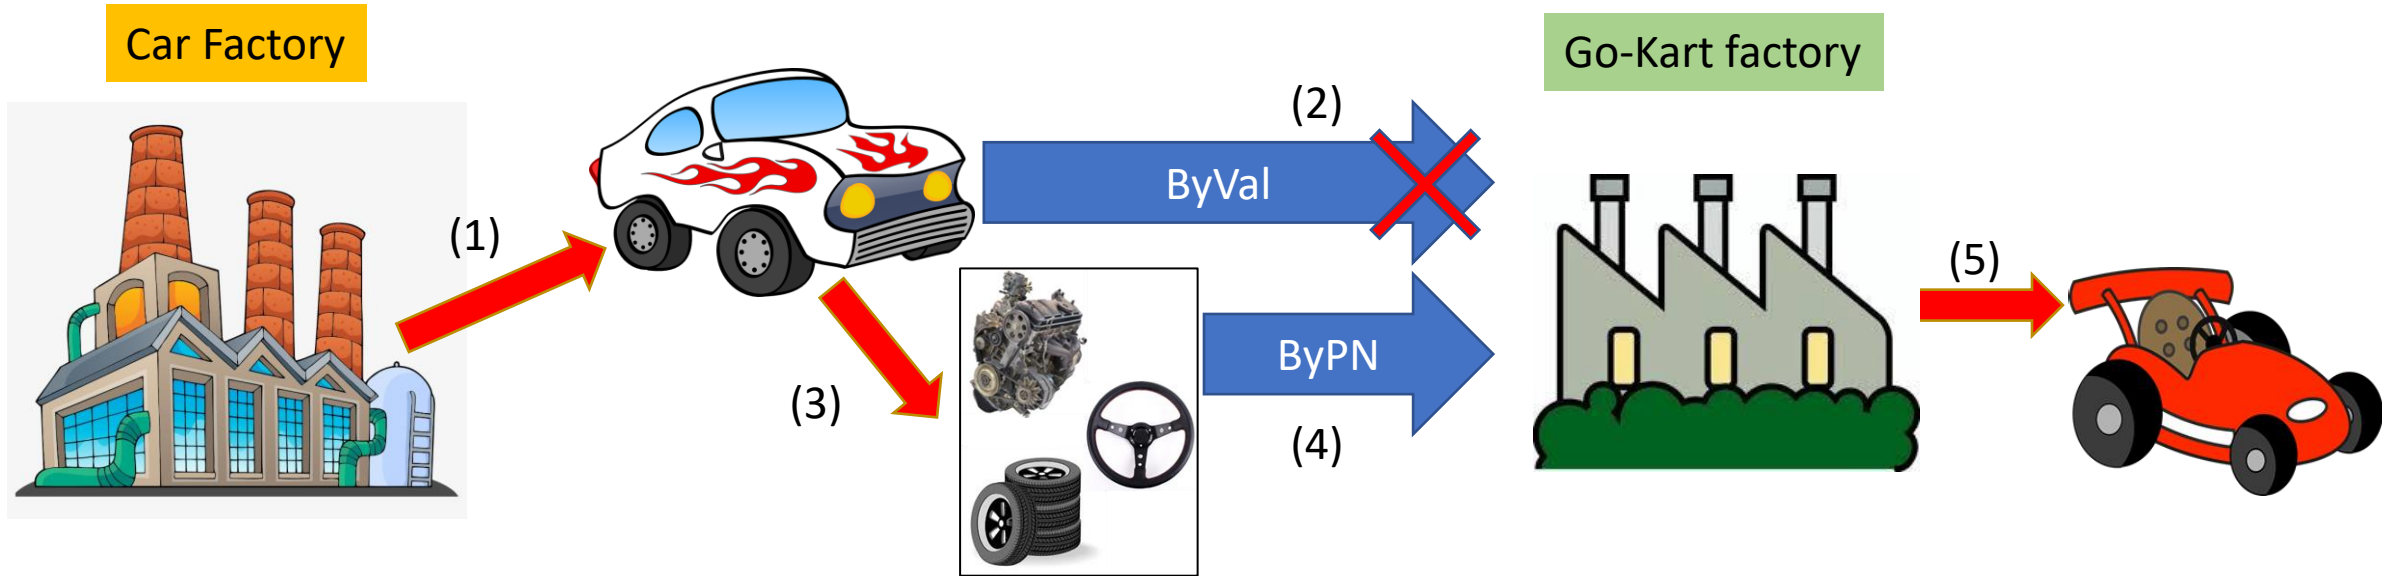 Car Factory
Go-Kart factory
(1)
(2)
ByVal
(3)
ByPN
(4)
(5)